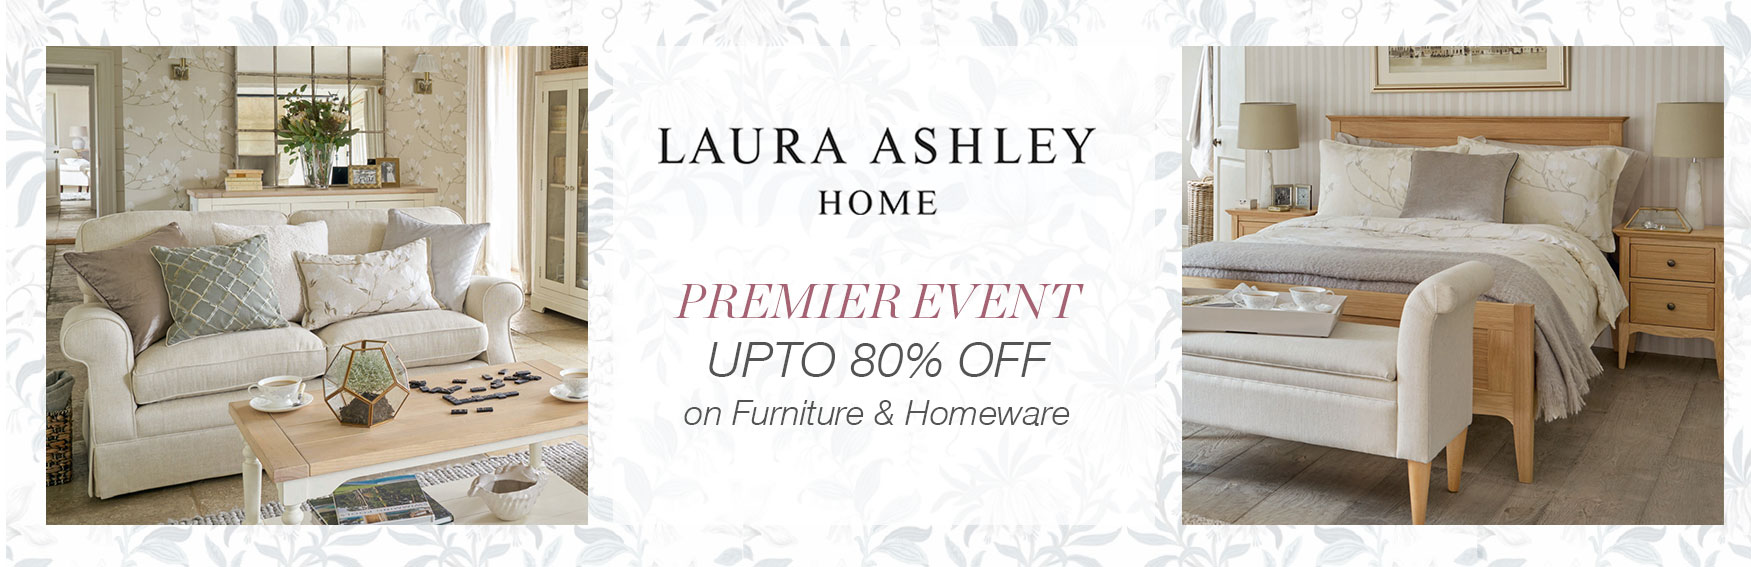 LAURA ASHLEY
HOME
PREMIER EVENT
UPTO 80% OFF
on Furniture & Homeware